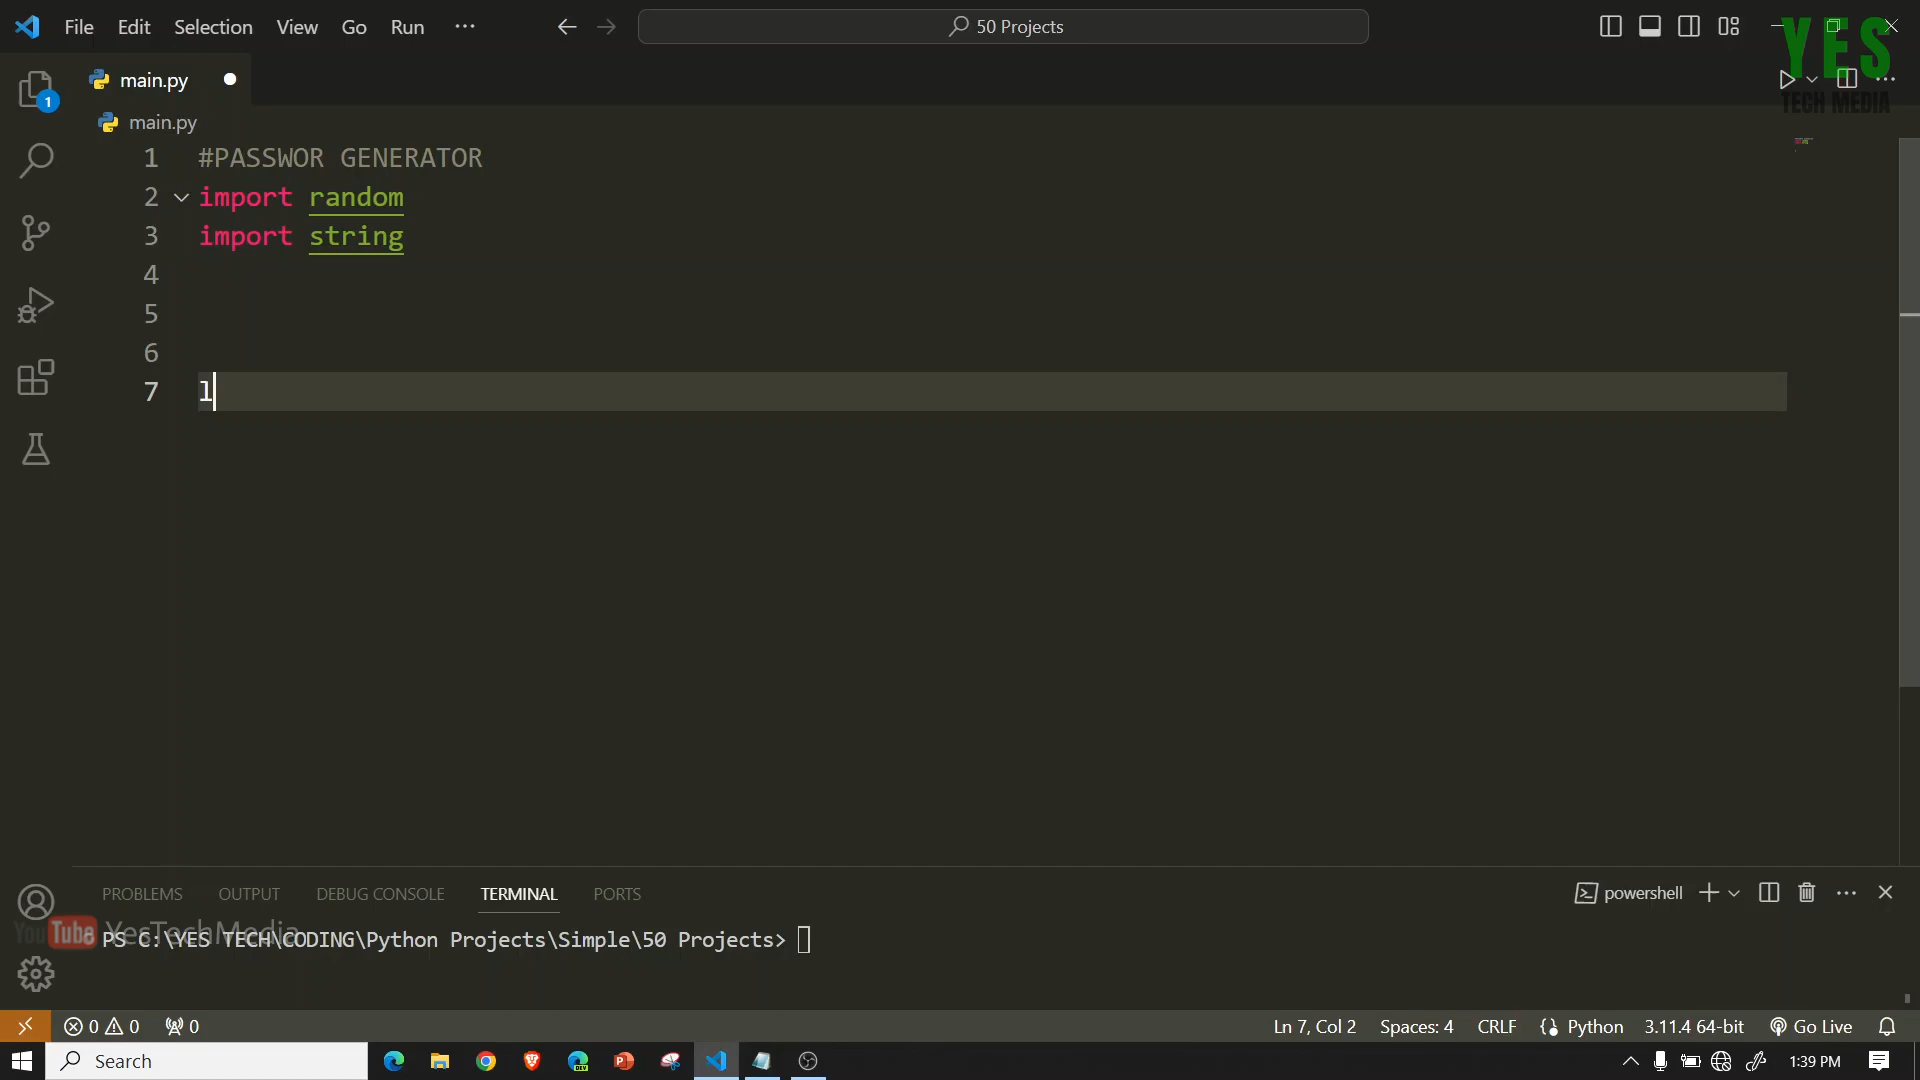 File Edit Selection View Go Run ··· 50 Projects
YES
TECH MEDIA
main.py
1
main.py
1 #PASSWOR GENERATOR
2 import random
3 import string
4
5
6
7 l
PROBLEMS OUTPUT DEBUG CONSOLE TERMINAL PORTS powershell
YouTube YesTechMedia
PS C:\YES TECH\CODING\Python Projects\Simple\50 Projects>
0 0 0 Ln 7, Col 2 Spaces: 4 CRLF Python 3.11.4 64-bit Go Live
Search DEV 1:39 PM